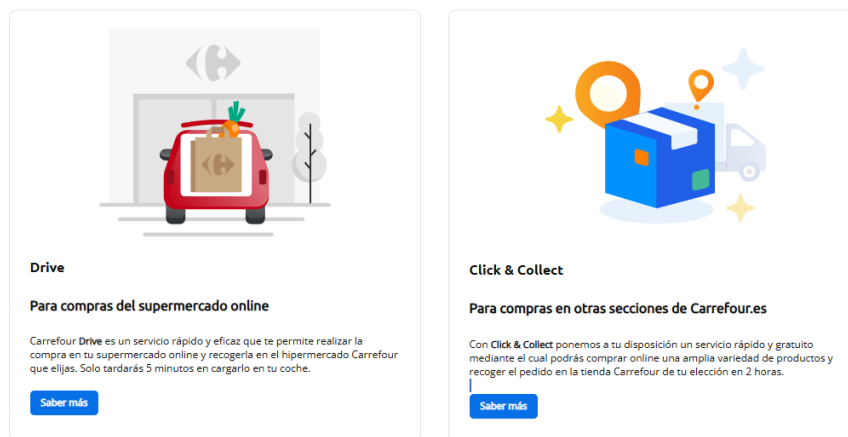 Drive
Para compras del supermercado online
Carrefour Drive es un servicio rápido y eficaz que te permite realizar la
compra en tu supermercado online y recogerla en el hipermercado Carrefour
que elijas. Solo tardarás 5 minutos en cargarlo en tu coche.
Saber más
Click & Collect
Para compras en otras secciones de Carrefour.es
Con Click & Collect ponemos a tu disposición un servicio rápido y gratuito
mediante el cual podrás comprar online una amplia variedad de productos y
recoger el pedido en la tienda Carrefour de tu elección en 2 horas.
Saber más